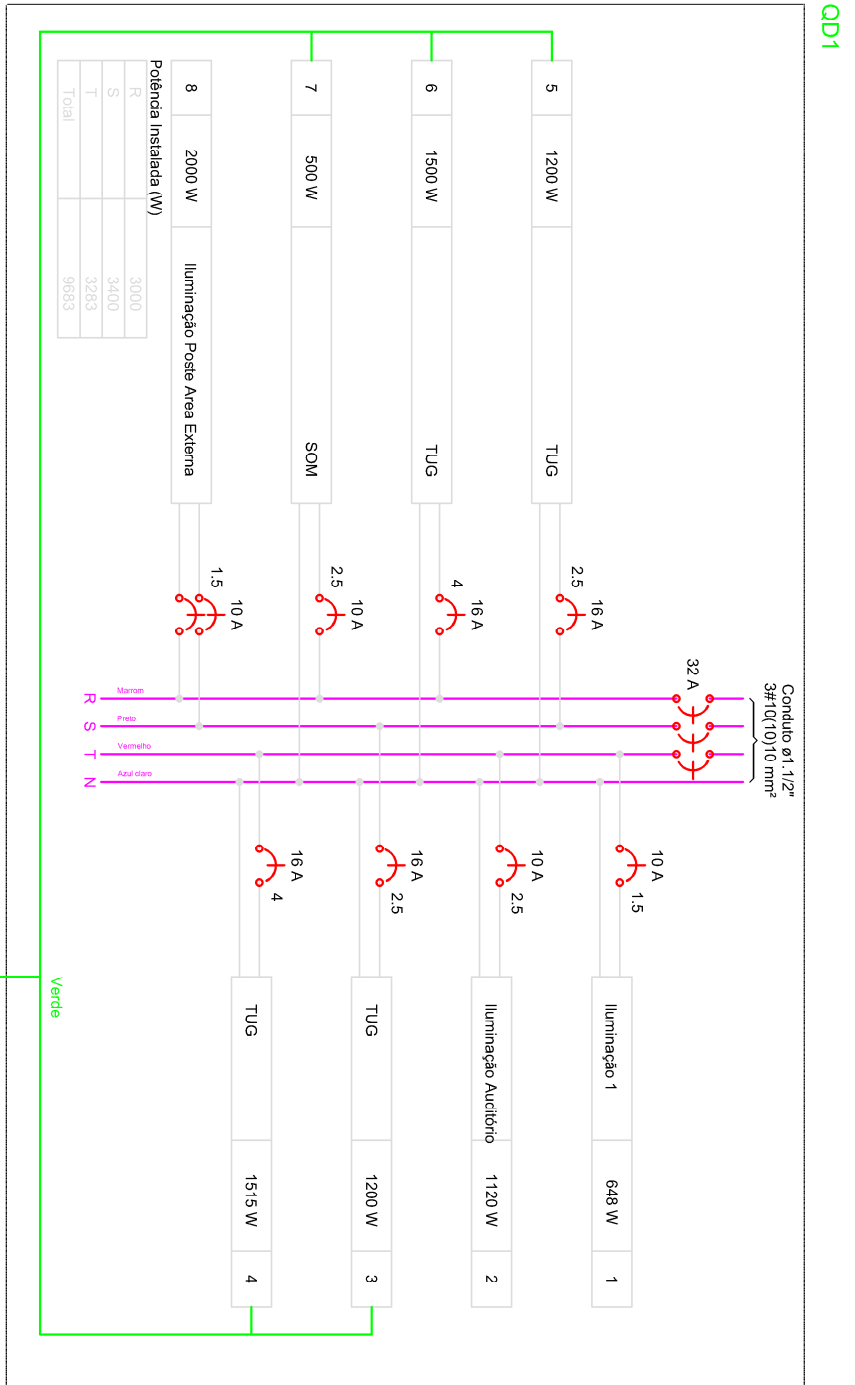 QD1
Conduto ø1.1/2"
3#10(10)10 mm²
32 A
5
1200 W
TUG
2.5
16 A
6
1500 W
TUG
4
16 A
7
500 W
SOM
2.5
10 A
8
2000 W
Iluminação Poste Area Externa
1.5
10 A
10 A
1.5
Iluminação 1
648 W
1
10 A
2.5
Iluminação Auditório
1120 W
2
16 A
2.5
TUG
1200 W
3
16 A
4
TUG
1515 W
4
R
Marrom
S
Preto
T
Vermelho
N
Azul claro
Potência Instalada (W)
R 3000
S 3400
T 3283
Total 9683
Verde